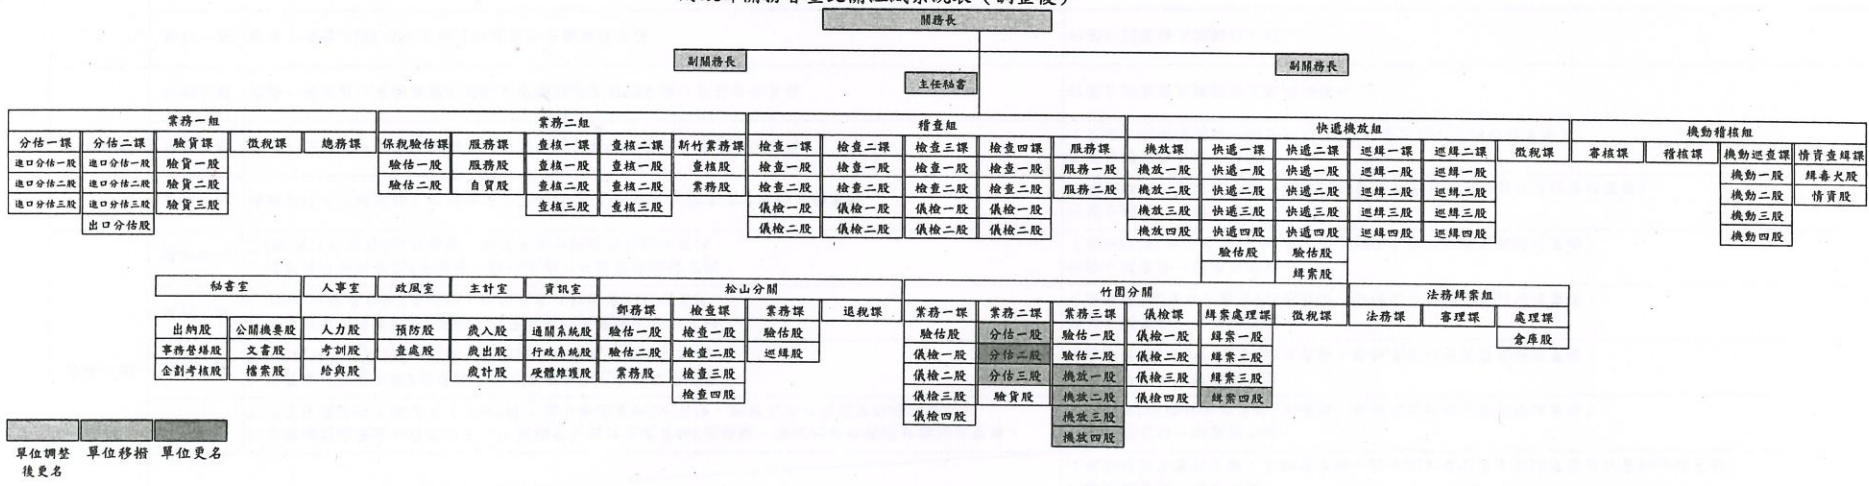 關務長
副關務長 副關務長
主任秘書
業務一組 業務二組 稽查組 快遞機放組 機動稽核組
分估一課 分估二課 驗貨課 徵稅課 總務課 保稅驗估課 服務課 查核一課 查核二課 新竹業務課 檢查一課 檢查二課 檢查三課 檢查四課 服務課 機放課 快遞一課 快遞二課 巡緝一課 巡緝二課 徵稅課 審核課 稽核課 機動巡查課 情資查緝課
進口分估一股 進口分估一股 驗貨一股 驗估一股 服務股 查核一股 查核一股 查核股 檢查一股 檢查一股 檢查一股 檢查一股 服務一股 機放一股 快遞一股 快遞一股 巡緝一股 巡緝一股 機動一股 緝毒犬股
進口分估二股 進口分估二股 驗貨二股 驗估二股 自貿股 查核二股 查核二股 業務股 檢查二股 檢查二股 檢查二股 檢查二股 服務二股 機放二股 快遞二股 快遞二股 巡緝二股 巡緝二股 機動二股 情資股
進口分估三股 進口分估三股 驗貨三股 查核三股 查核三股 儀檢一股 儀檢一股 儀檢一股 儀檢一股 機放三股 快遞三股 快遞三股 巡緝三股 巡緝三股 機動三股
出口分估股 儀檢二股 儀檢二股 儀檢二股 儀檢二股 機放四股 快遞四股 快遞四股 巡緝四股 巡緝四股 機動四股
驗估股 驗估股
緝案股
秘書室 人事室 政風室 主計室 資訊室 松山分關 竹圍分關 法務緝案組
郵務課 檢查課 業務課 退稅課 業務一課 業務二課 業務三課 儀檢課 緝案處理課 徵稅課 法務課 審理課 處理課
出納股 公關機要股 人力股 預防股 歲入股 通關系統股 驗估一股 檢查一股 驗估股 驗估股 分估一股 驗估一股 儀檢一股 緝案一股 倉庫股
事務營繕股 文書股 考訓股 查處股 歲出股 行政系統股 驗估二股 檢查二股 巡緝股 儀檢一股 分估二股 驗估二股 儀檢二股 緝案二股
企劃考核股 檔案股 給與股 歲計股 硬體維護股 業務股 檢查三股 儀檢二股 分估三股 機放一股 儀檢三股 緝案三股
檢查四股 儀檢三股 驗貨股 機放二股 儀檢四股 緝案四股
儀檢四股 機放三股
機放四股
單位調整後更名 單位移撥 單位更名